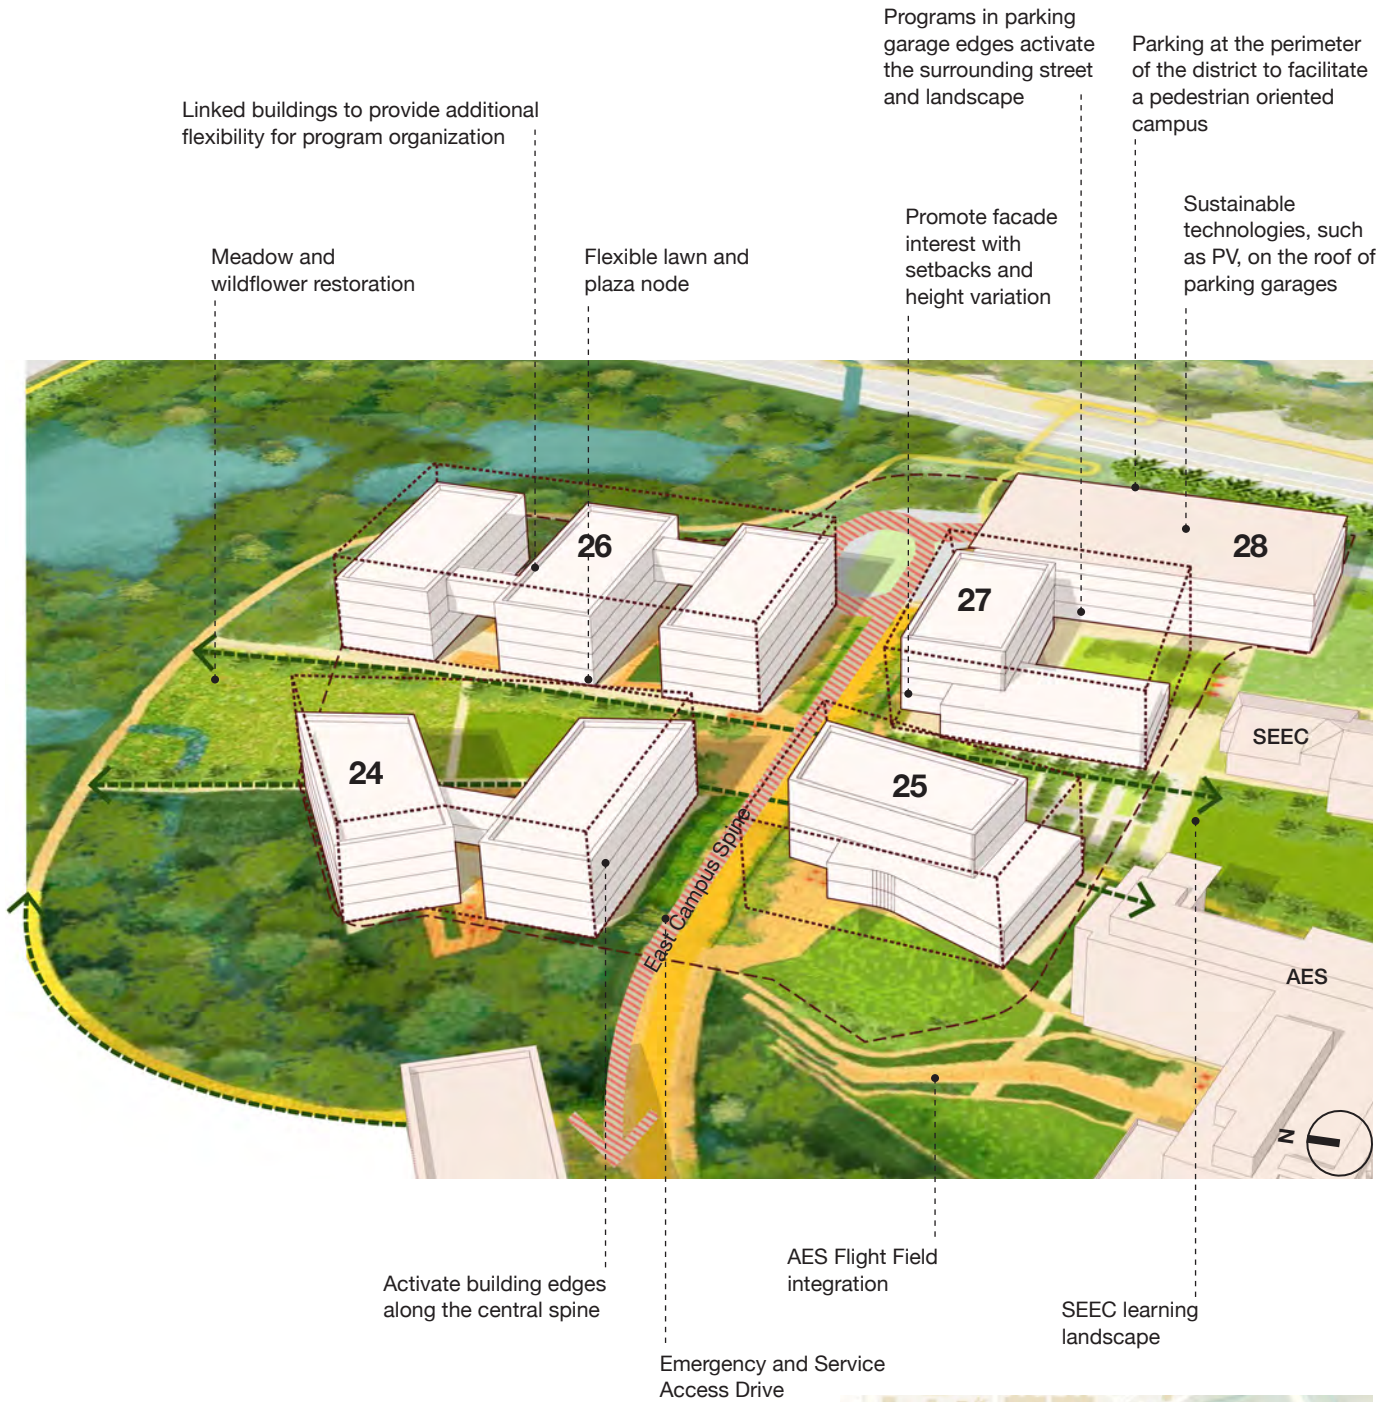 Programs in parking
garage edges activate
the surrounding street
and landscape
Parking at the perimeter
of the district to facilitate
a pedestrian oriented
campus
Linked buildings to provide additional
flexibility for program organization
Sustainable
technologies, such
as PV, on the roof of
parking garages
Promote facade
interest with
setbacks and
height variation
Meadow and
wildflower restoration
Flexible lawn and
plaza node
26
28
27
SEEC
24
25
East Campus Spine
AES
N
AES Flight Field
integration
Activate building edges
along the central spine
SEEC learning
landscape
Emergency and Service
Access Drive